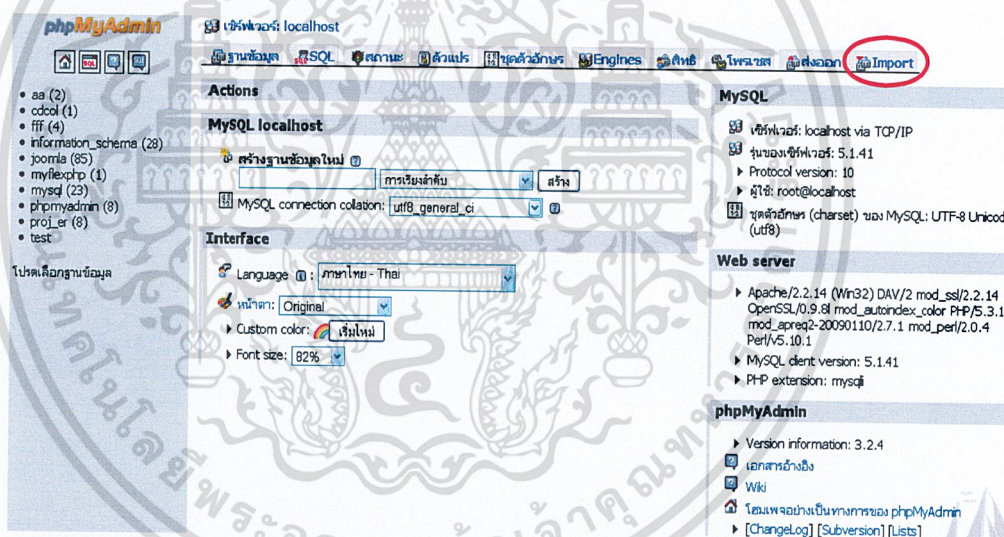 phpMyAdmin
SQL
aa (2)
cdcol (1)
fff (4)
information_schema (28)
joomla (85)
myflexphp (1)
mysql (23)
phpmyadmin (8)
proj_er (8)
test
โปรดเลือกฐานข้อมูล
เซิร์ฟเวอร์: localhost
ฐานข้อมูล SQL สถานะ ตัวแปร ชุดตัวอักษร Engines สิทธิ โพรเซส ส่งออก Import
Actions
MySQL localhost
สร้างฐานข้อมูลใหม่
การเรียงลำดับ สร้าง
MySQL connection collation: utf8_general_ci
Interface
Language : ภาษาไทย - Thai
หน้าตา: Original
Custom color: เริ่มใหม่
Font size: 82%
MySQL
เซิร์ฟเวอร์: localhost via TCP/IP
รุ่นของเซิร์ฟเวอร์: 5.1.41
Protocol version: 10
ผู้ใช้: root@localhost
ชุดตัวอักษร (charset) ของ MySQL: UTF-8 Unicod
(utf8)
Web server
Apache/2.2.14 (Win32) DAV/2 mod_ssl/2.2.14
OpenSSL/0.9.8l mod_autoindex_color PHP/5.3.1
mod_apreq2-20090110/2.7.1 mod_perl/2.0.4
Perl/v5.10.1
MySQL client version: 5.1.41
PHP extension: mysqli
phpMyAdmin
Version information: 3.2.4
เอกสารอ้างอิง
Wiki
โฮมเพจอย่างเป็นทางการของ phpMyAdmin
[ChangeLog] [Subversion] [Lists]